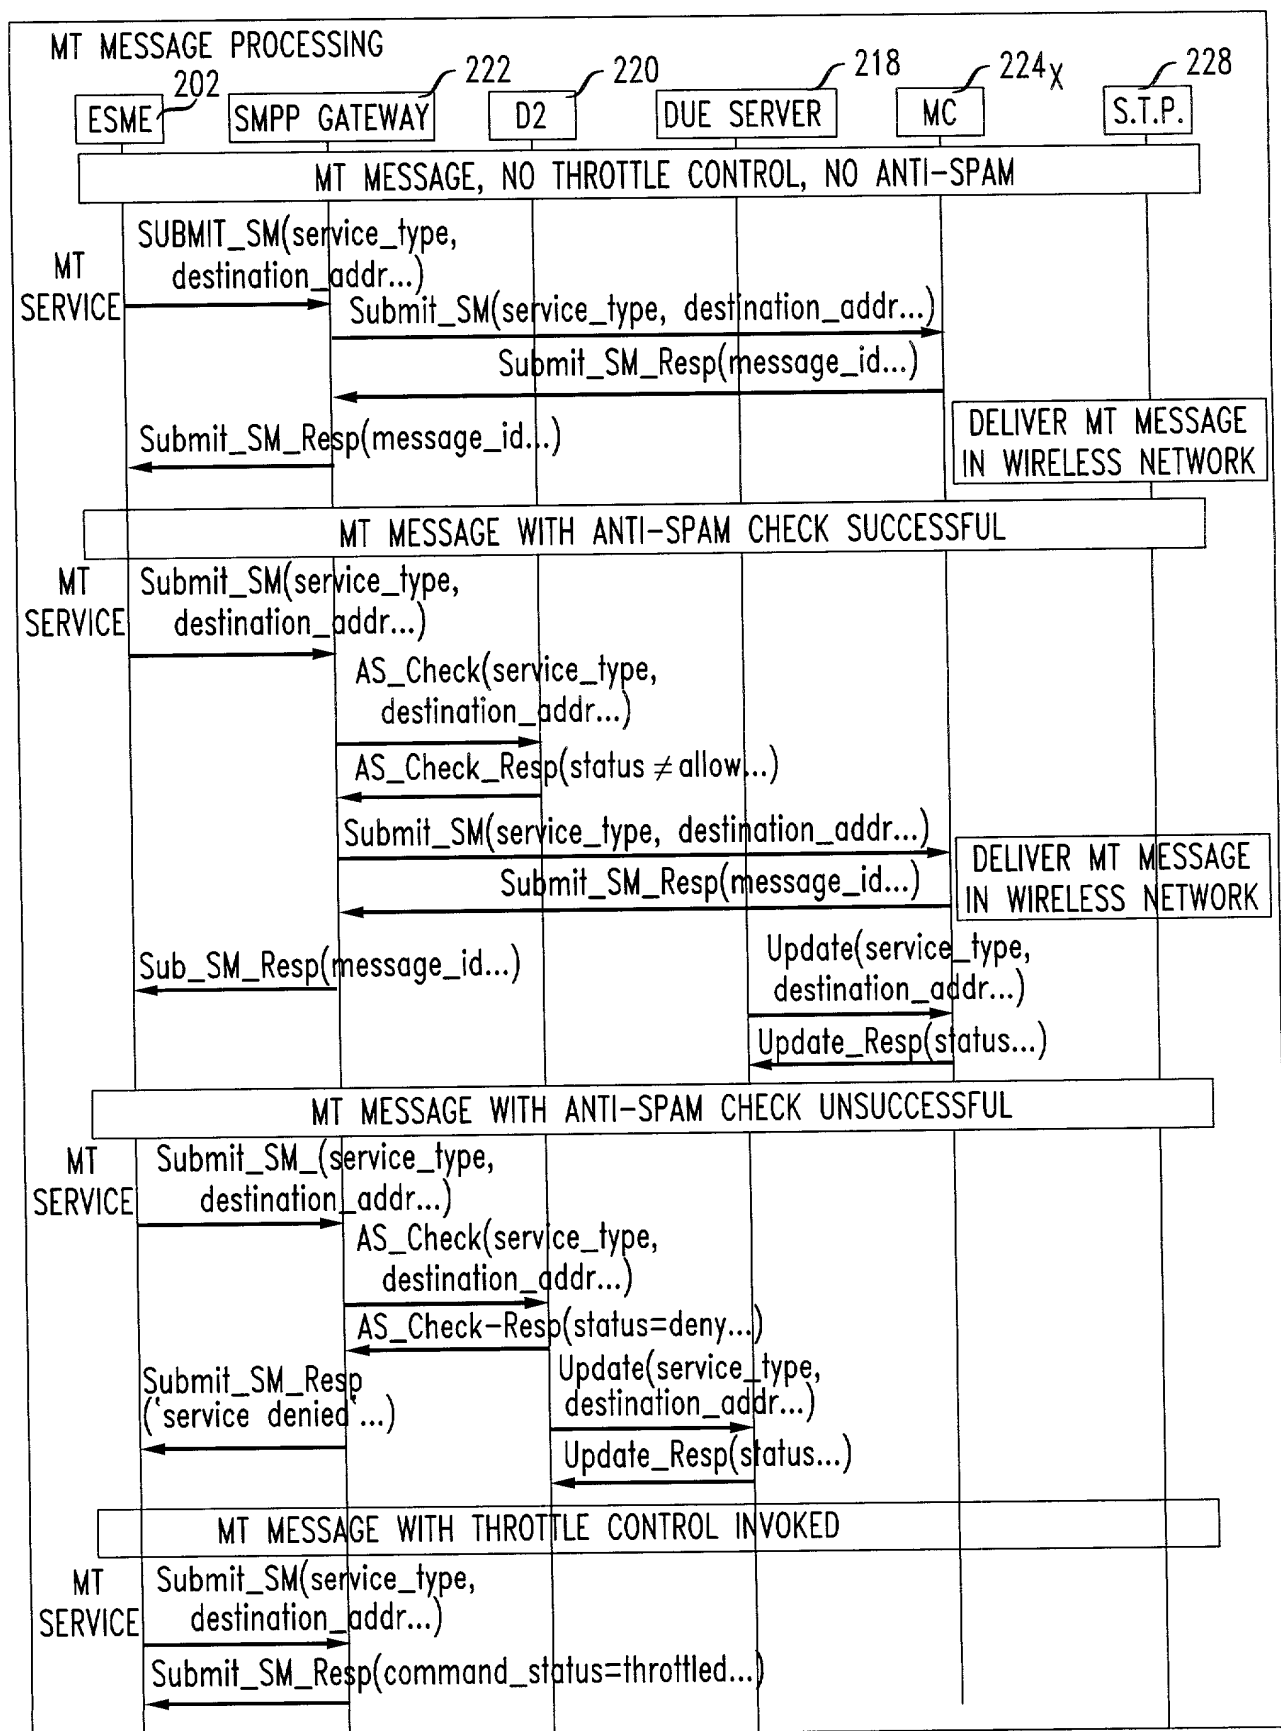 MT MESSAGE PROCESSING
202 222 220 218 224X 228
ESME SMPP GATEWAY D2 DUE SERVER MC S.T.P.
MT MESSAGE, NO THROTTLE CONTROL, NO ANTI-SPAM
SUBMIT_SM(service_type,
destination_addr...)
MT
SERVICE
Submit_SM(service_type, destination_addr...)
Submit_SM_Resp(message_id...)
DELIVER MT MESSAGE
IN WIRELESS NETWORK
Submit_SM_Resp(message_id...)
MT MESSAGE WITH ANTI-SPAM CHECK SUCCESSFUL
MT
SERVICE
Submit_SM(service_type,
destination_addr...)
AS_Check(service_type,
destination_addr...)
AS_Check_Resp(status ≠ allow...)
Submit_SM(service_type, destination_addr...)
DELIVER MT MESSAGE
IN WIRELESS NETWORK
Submit_SM_Resp(message_id...)
Sub_SM_Resp(message_id...)
Update(service_type,
destination_addr...)
Update_Resp(status...)
MT MESSAGE WITH ANTI-SPAM CHECK UNSUCCESSFUL
MT
SERVICE
Submit_SM_(service_type,
destination_addr...)
AS_Check(service_type,
destination_addr...)
AS_Check-Resp(status=deny...)
Submit_SM_Resp
('service denied'...)
Update(service_type,
destination_addr...)
Update_Resp(status...)
MT MESSAGE WITH THROTTLE CONTROL INVOKED
MT
SERVICE
Submit_SM(service_type,
destination_addr...)
Submit_SM_Resp(command_status=throttled...)